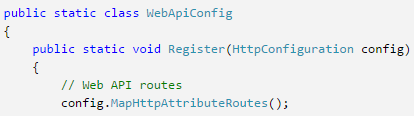 public static class WebApiConfig
{
    public static void Register(HttpConfiguration config)
    {
        // Web API routes
        config.MapHttpAttributeRoutes();